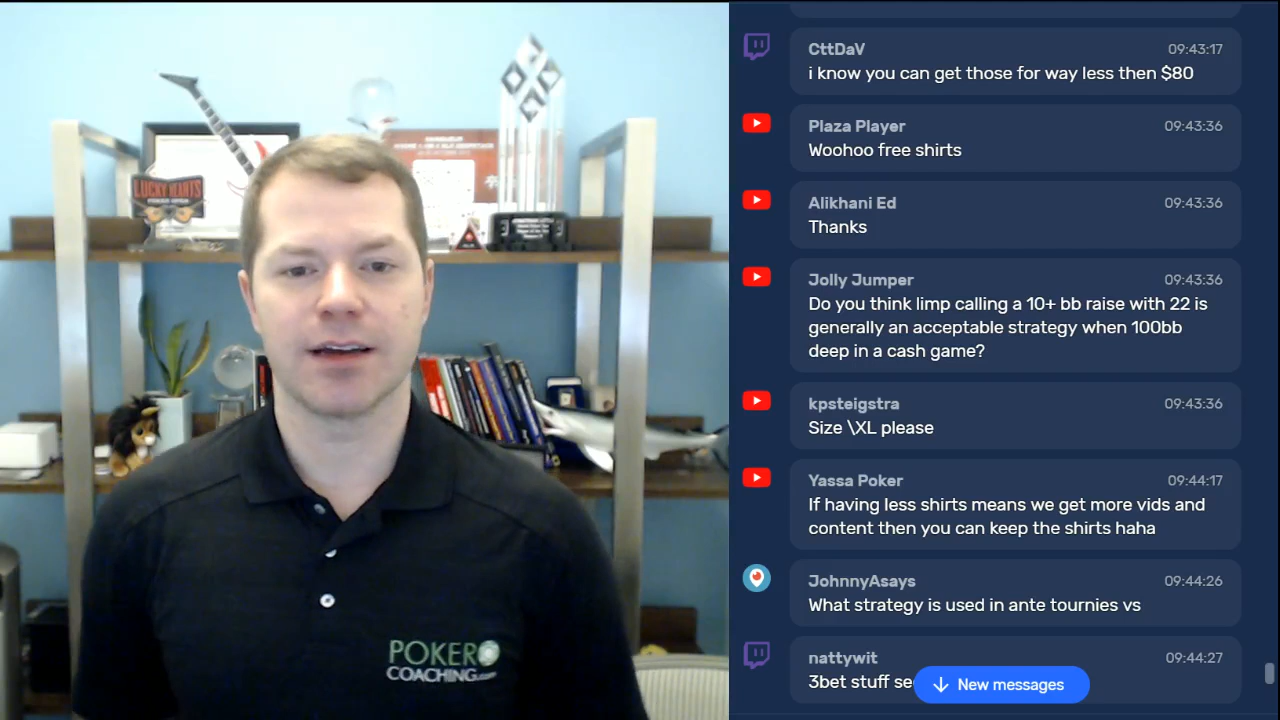 LUCKY HEARTS
POKER
COACHING.com
CttDaV
09:43:17
i know you can get those for way less then $80
Plaza Player
09:43:36
Woohoo free shirts
Alikhani Ed
09:43:36
Thanks
Jolly Jumper
09:43:36
Do you think limp calling a 10+ bb raise with 22 is
generally an acceptable strategy when 100bb
deep in a cash game?
kpsteigstra
09:43:36
Size \XL please
Yassa Poker
09:44:17
If having less shirts means we get more vids and
content then you can keep the shirts haha
JohnnyAsays
09:44:26
What strategy is used in ante tournies vs
nattywit
09:44:27
3bet stuff se
New messages